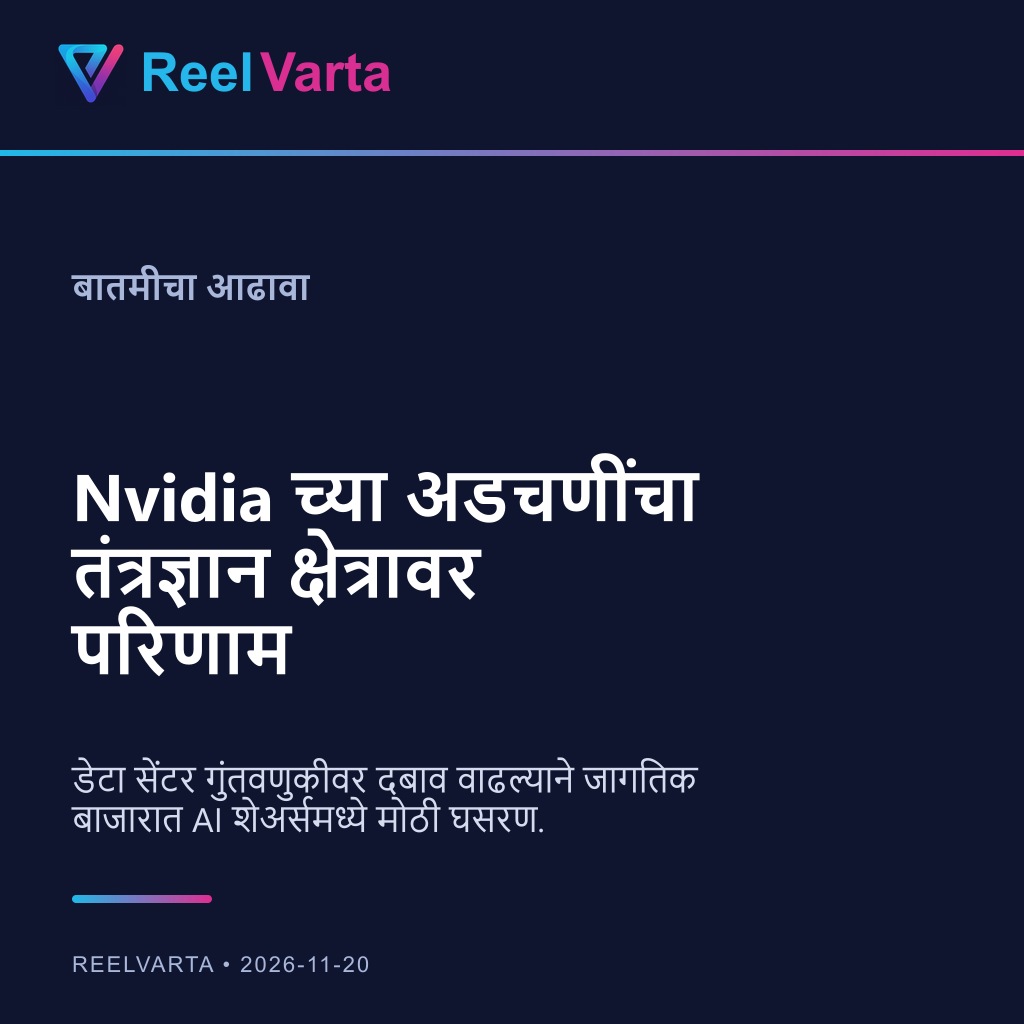 ReelVarta
बातमीचा आढावा
Nvidia च्या अडचणींचा
तंत्रज्ञान क्षेत्रावर
परिणाम
डेटा सेंटर गुंतवणुकीवर दबाव वाढल्याने जागतिक
बाजारात AI शेअर्समध्ये मोठी घसरण.
REELVARTA • 2026-11-20